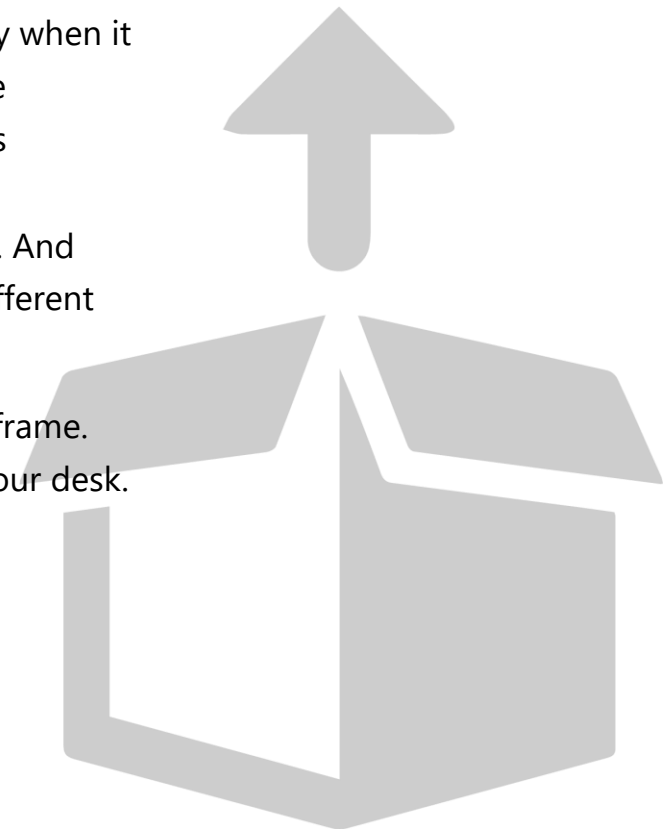 y when it
e
s
. And
fferent
frame.
our desk.